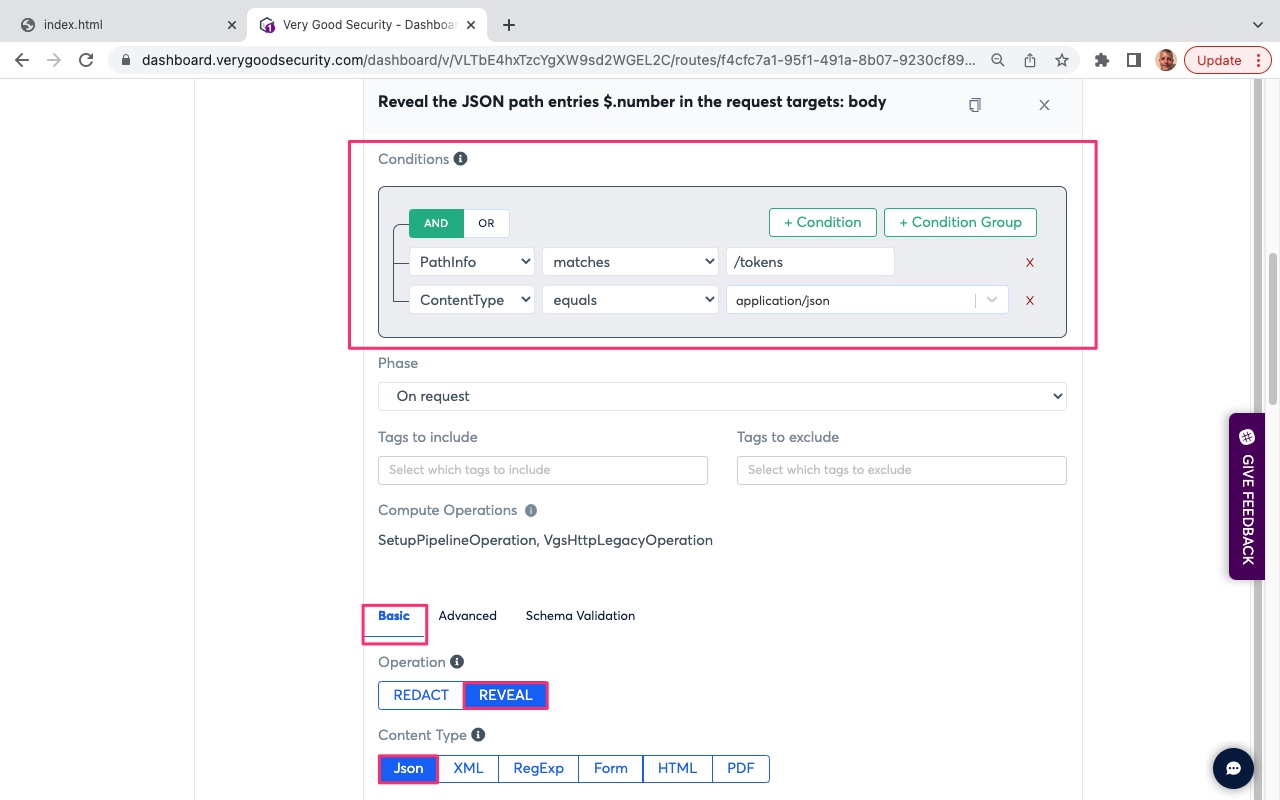 index.html
Very Good Security - Dashboar
dashboard.verygoodsecurity.com/dashboard/v/VLTbE4hxTzcYgXW9sd2WGEL2C/routes/f4cfc7a1-95f1-491a-8b07-9230cf89...
Update
Reveal the JSON path entries $.number in the request targets: body
Conditions
AND OR + Condition + Condition Group
PathInfo matches /tokens X
ContentType equals application/json X
Phase
On request
Tags to include Tags to exclude
Select which tags to include Select which tags to exclude
Compute Operations
SetupPipelineOperation, VgsHttpLegacyOperation
GIVE FEEDBACK
Basic Advanced Schema Validation
Operation
REDACT REVEAL
Content Type
Json XML RegExp Form HTML PDF